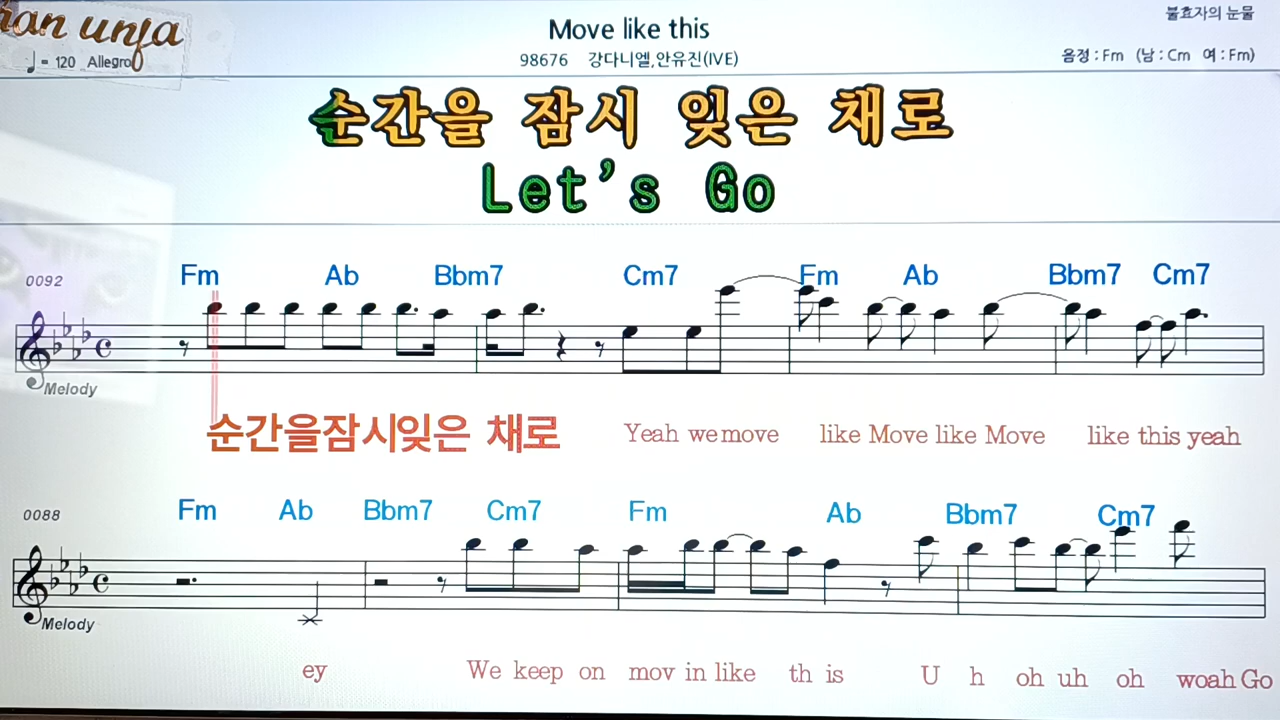 Move like this
불효자의 눈물
♩ = 120 Allegro
98676 강다니엘,안유진(IVE)
음정 : Fm (남 : Cm 여 : Fm)
순간을 잠시 잊은 채로
Let's Go
0092
Fm Ab Bbm7 Cm7 Fm Ab Bbm7 Cm7
Melody
순간을잠시잊은 채로 Yeah we move like Move like Move like this yeah
0088
Fm Ab Bbm7 Cm7 Fm Ab Bbm7 Cm7
Melody
ey We keep on mov in like th is U h oh uh oh woah Go